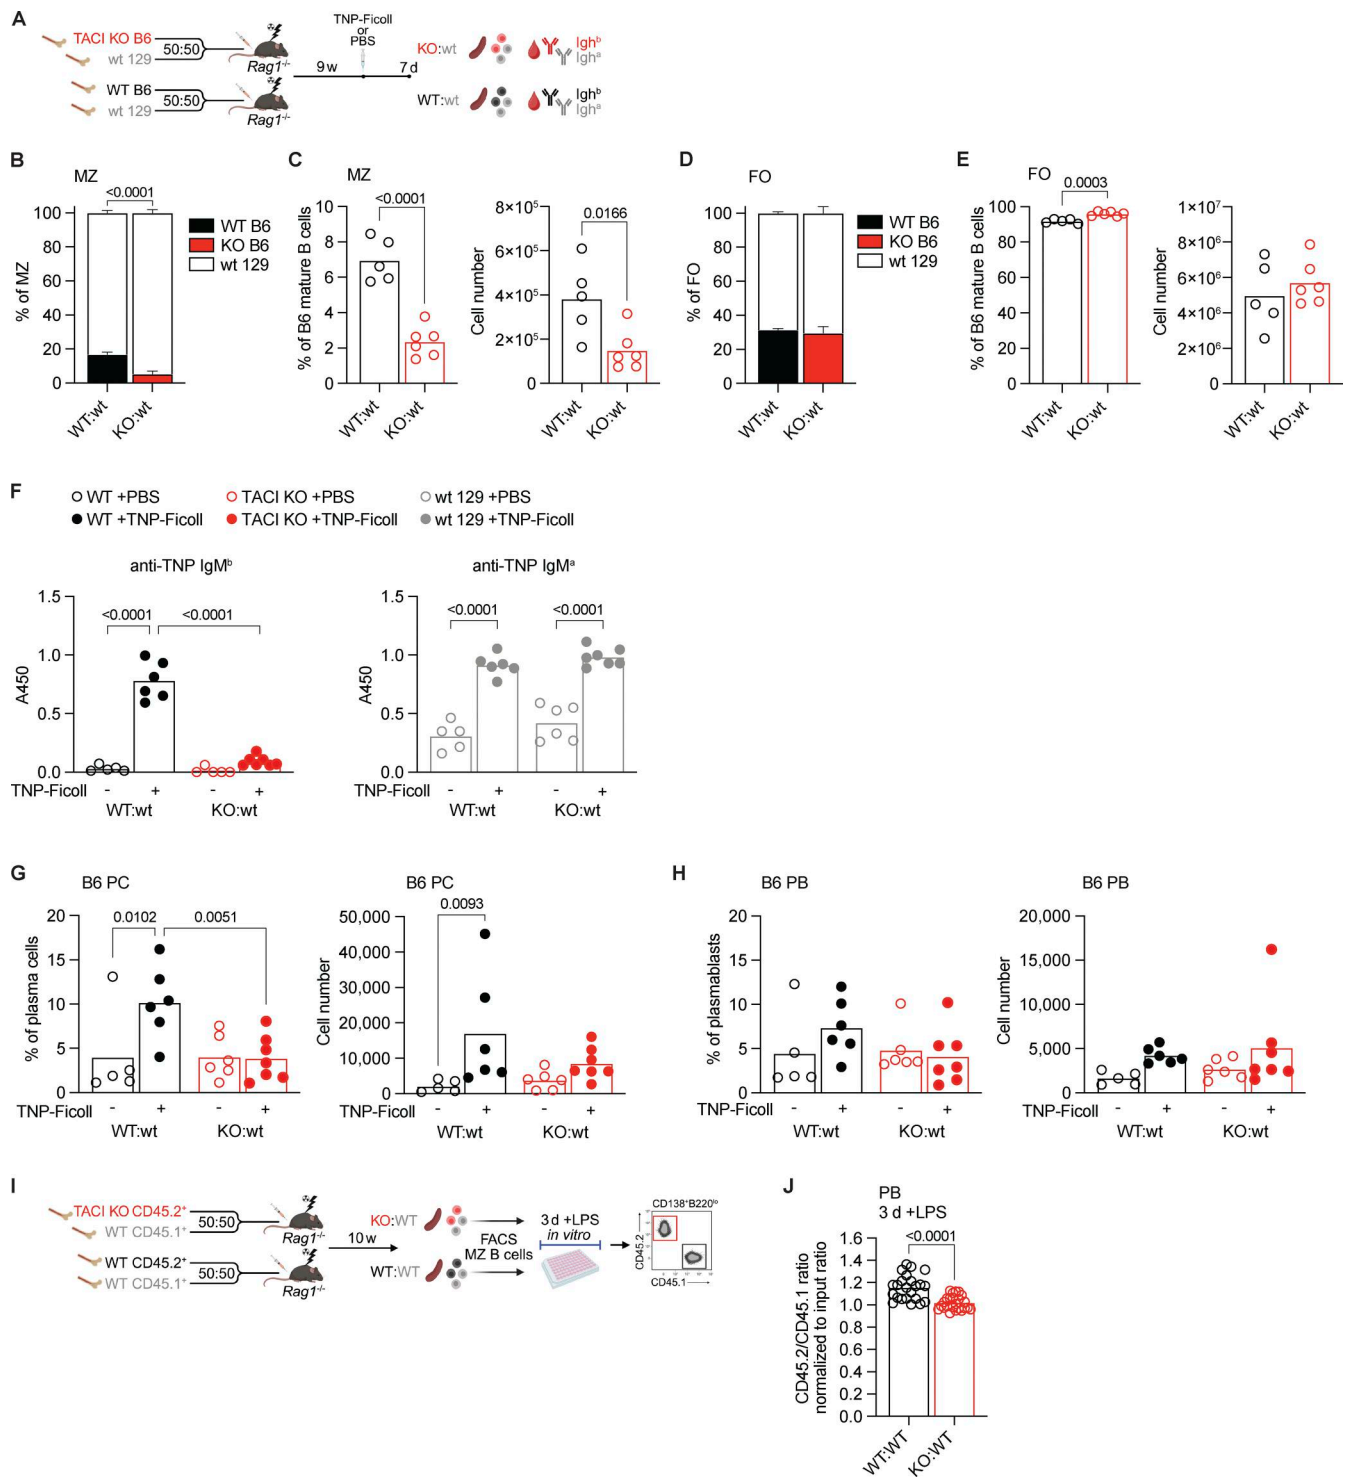 A
TACI KO B6
wt 129
50:50
Rag1-/-
WT B6
wt 129
50:50
Rag1-/-
TNP-Ficoll
or
PBS
9 w
7 d
KO:wt
Ighb
Igha
WT:wt
Ighb
Igha
B
MZ
<0.0001
% of MZ
100
80
60
40
20
0
WT:wt
KO:wt
WT B6
KO B6
wt 129
C
MZ
<0.0001
% of B6 mature B cells
10
8
6
4
2
0
WT:wt
KO:wt
0.0166
Cell number
8×10^5
6×10^5
4×10^5
2×10^5
0
WT:wt
KO:wt
D
FO
% of FO
100
80
60
40
20
0
WT:wt
KO:wt
WT B6
KO B6
wt 129
E
FO
0.0003
% of B6 mature B cells
100
80
60
40
20
0
WT:wt
KO:wt
Cell number
1×10^7
8×10^6
6×10^6
4×10^6
2×10^6
0
WT:wt
KO:wt
F
WT +PBS
TACI KO +PBS
wt 129 +PBS
WT +TNP-Ficoll
TACI KO +TNP-Ficoll
wt 129 +TNP-Ficoll
anti-TNP IgMb
<0.0001
<0.0001
A450
1.5
1.0
0.5
0.0
TNP-Ficoll
- + - +
WT:wt
KO:wt
anti-TNP IgMa
<0.0001
<0.0001
A450
1.5
1.0
0.5
0.0
- + - +
WT:wt
KO:wt
G
B6 PC
0.0102
0.0051
% of plasma cells
20
15
10
5
0
TNP-Ficoll
- + - +
WT:wt
KO:wt
B6 PC
0.0093
Cell number
50,000
40,000
30,000
20,000
10,000
0
TNP-Ficoll
- + - +
WT:wt
KO:wt
H
B6 PB
% of plasmablasts
20
15
10
5
0
TNP-Ficoll
- + - +
WT:wt
KO:wt
B6 PB
Cell number
20,000
15,000
10,000
5,000
0
TNP-Ficoll
- + - +
WT:wt
KO:wt
I
TACI KO CD45.2+
WT CD45.1+
50:50
Rag1-/-
WT CD45.2+
WT CD45.1+
50:50
Rag1-/-
10 w
KO:WT
WT:WT
FACS
MZ B cells
3 d +LPS
in vitro
CD138+B220lo
CD45.2
CD45.1
J
PB
3 d +LPS
<0.0001
CD45.2/CD45.1 ratio
normalized to input ratio
1.6
1.4
1.2
1.0
0.8
0.6
0.4
0.2
0.0
WT:WT
KO:WT